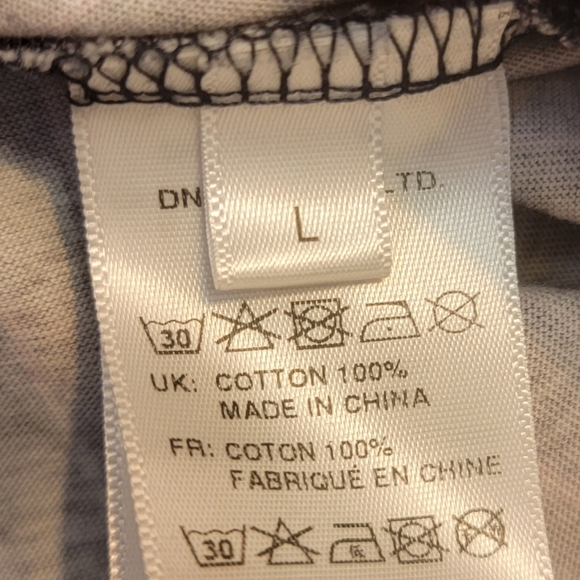 DN
LTD.
L
30
UK: COTTON 100%
MADE IN CHINA
FR: COTON 100%
FABRIQUÉ EN CHINE
30